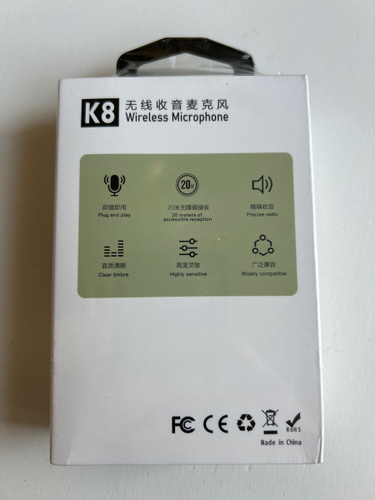 K8 无线收音麦克风
Wireless Microphone
20米
即插即用
Plug and play
20米无障碍接收
20 meters of
accessible reception
精确收音
Precise radio
音质清晰
Clear timbre
高度灵敏
Highly sensitive
广泛兼容
Widely compatible
FC CE
RoHS
Made in China